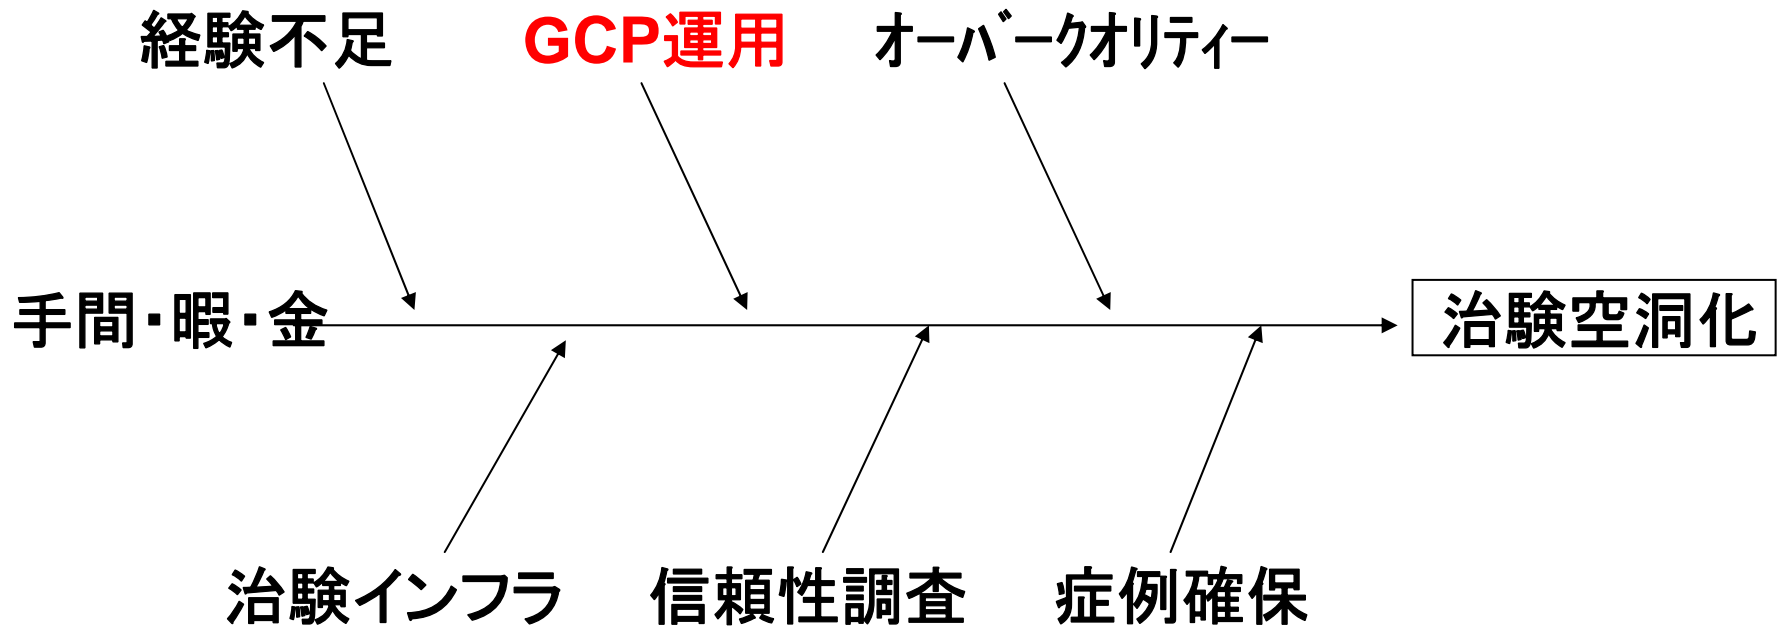 経験不足
GCP運用
ｵｰﾊﾞｰｸｵﾘﾃｨｰ
手間・暇・金
治験空洞化
治験インフラ
信頼性調査
症例確保